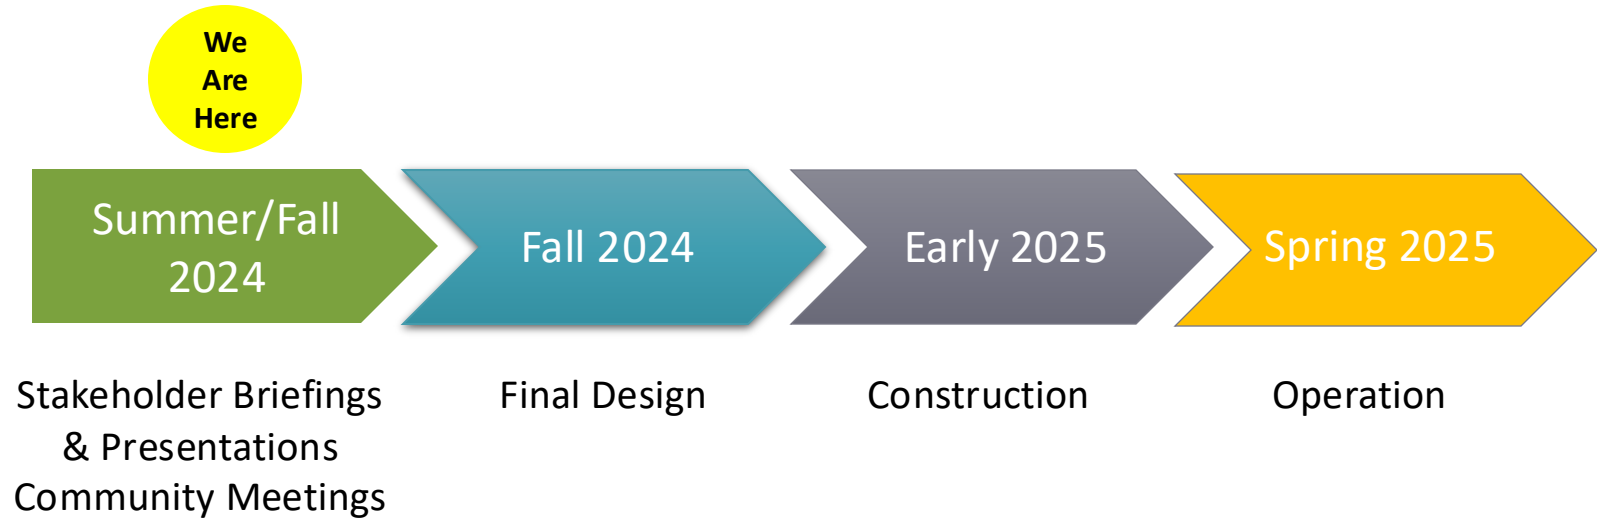 We
Are
Here
Summer/Fall
2024
Fall 2024
Early 2025
Spring 2025
Stakeholder Briefings
& Presentations
Community Meetings
Final Design
Construction
Operation